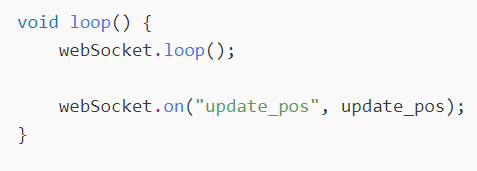 void loop() {
    webSocket.loop();

    webSocket.on("update_pos", update_pos);
}